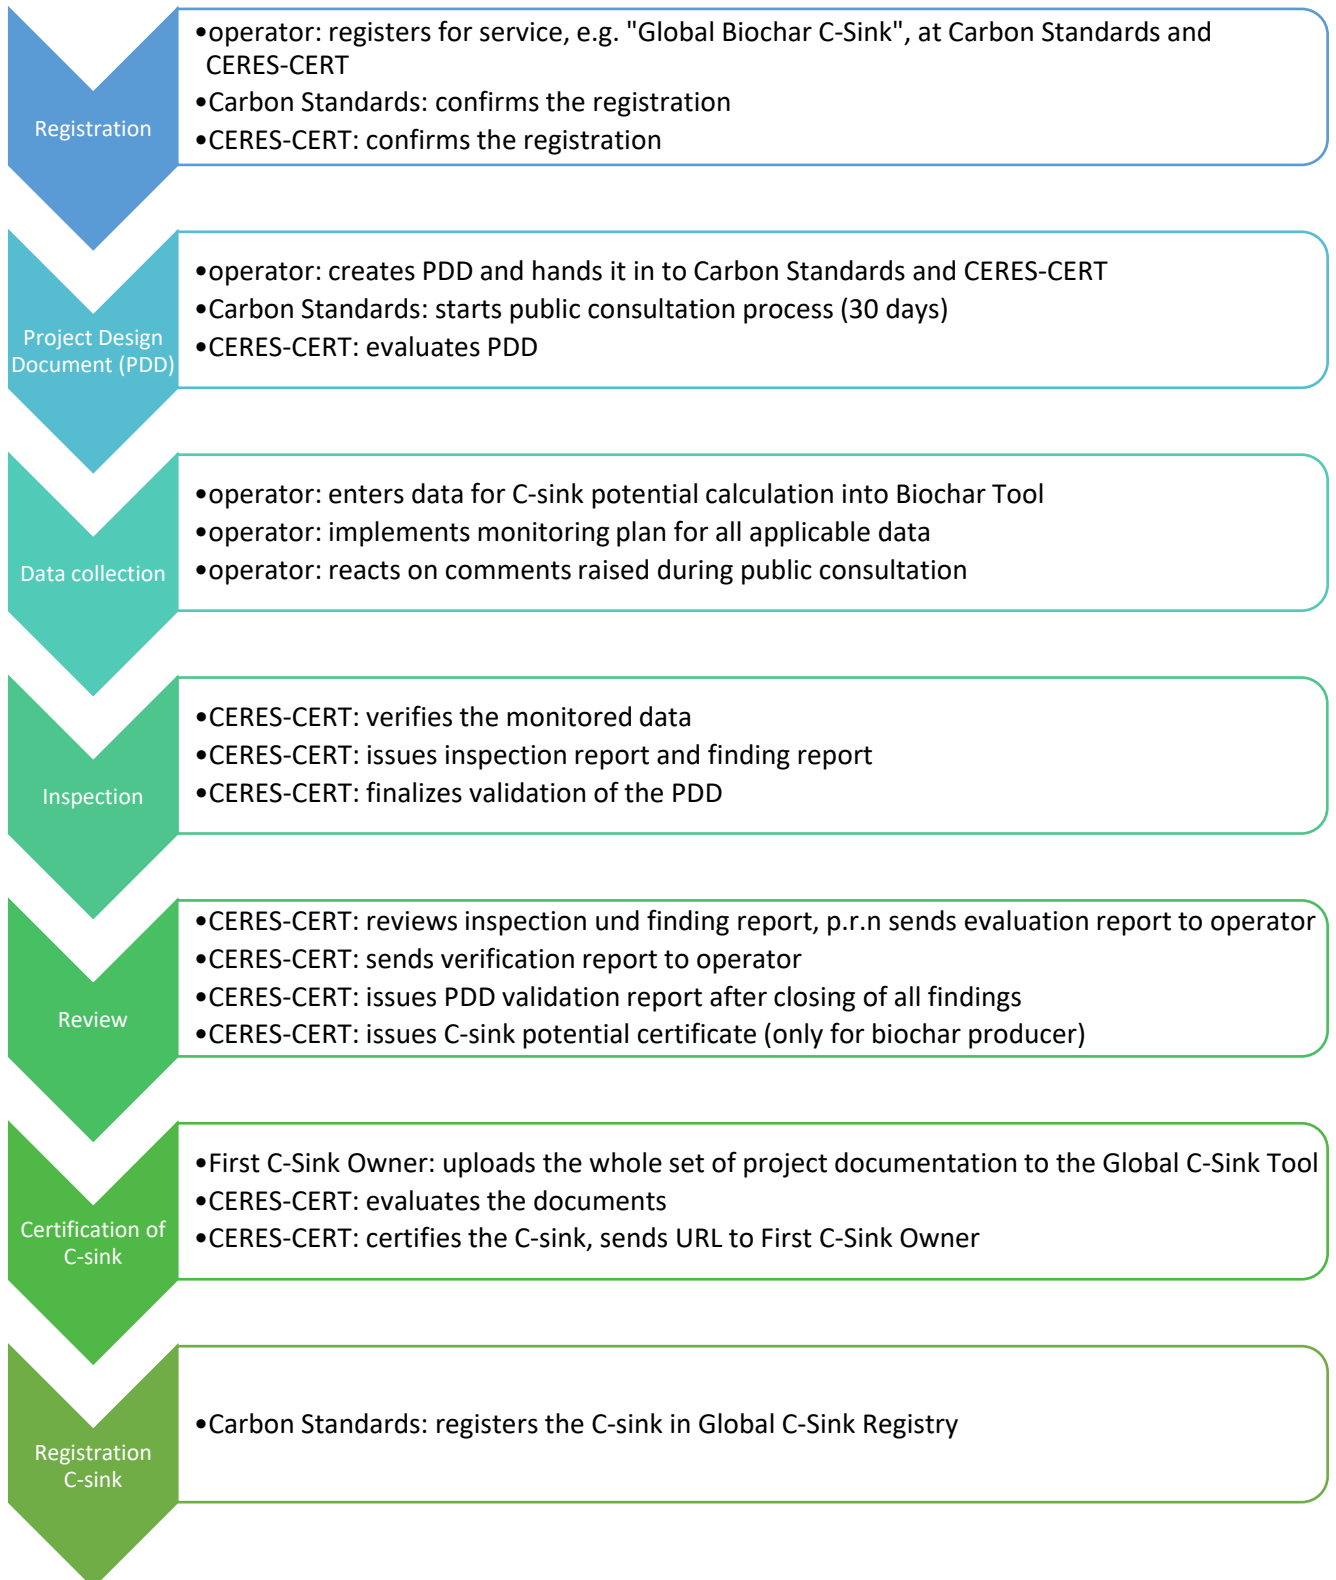 Registration
•operator: registers for service, e.g. "Global Biochar C-Sink", at Carbon Standards and
CERES-CERT
•Carbon Standards: confirms the registration
•CERES-CERT: confirms the registration
Project Design
Document (PDD)
•operator: creates PDD and hands it in to Carbon Standards and CERES-CERT
•Carbon Standards: starts public consultation process (30 days)
•CERES-CERT: evaluates PDD
Data collection
•operator: enters data for C-sink potential calculation into Biochar Tool
•operator: implements monitoring plan for all applicable data
•operator: reacts on comments raised during public consultation
Inspection
•CERES-CERT: verifies the monitored data
•CERES-CERT: issues inspection report and finding report
•CERES-CERT: finalizes validation of the PDD
Review
•CERES-CERT: reviews inspection und finding report, p.r.n sends evaluation report to operator
•CERES-CERT: sends verification report to operator
•CERES-CERT: issues PDD validation report after closing of all findings
•CERES-CERT: issues C-sink potential certificate (only for biochar producer)
Certification of
C-sink
•First C-Sink Owner: uploads the whole set of project documentation to the Global C-Sink Tool
•CERES-CERT: evaluates the documents
•CERES-CERT: certifies the C-sink, sends URL to First C-Sink Owner
Registration
C-sink
•Carbon Standards: registers the C-sink in Global C-Sink Registry